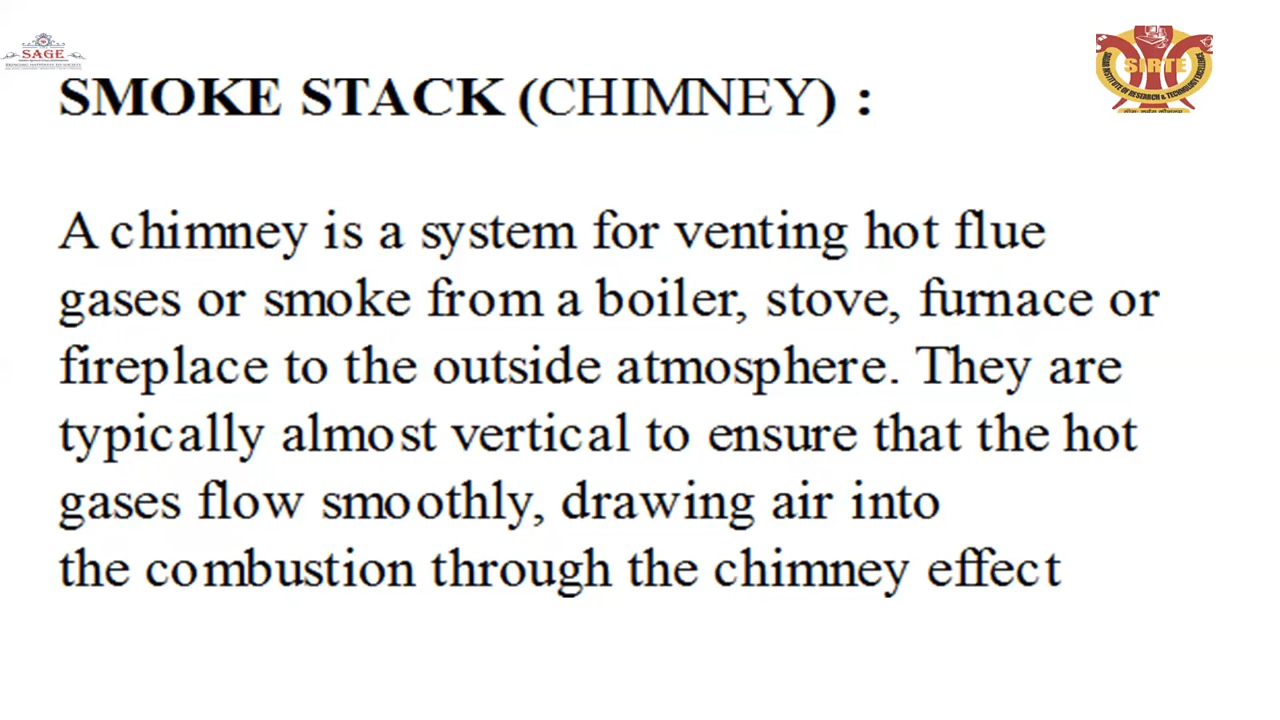 SAGE
SIRTE
SMOKE STACK (CHIMNEY) :
A chimney is a system for venting hot flue
gases or smoke from a boiler, stove, furnace or
fireplace to the outside atmosphere. They are
typically almost vertical to ensure that the hot
gases flow smoothly, drawing air into
the combustion through the chimney effect